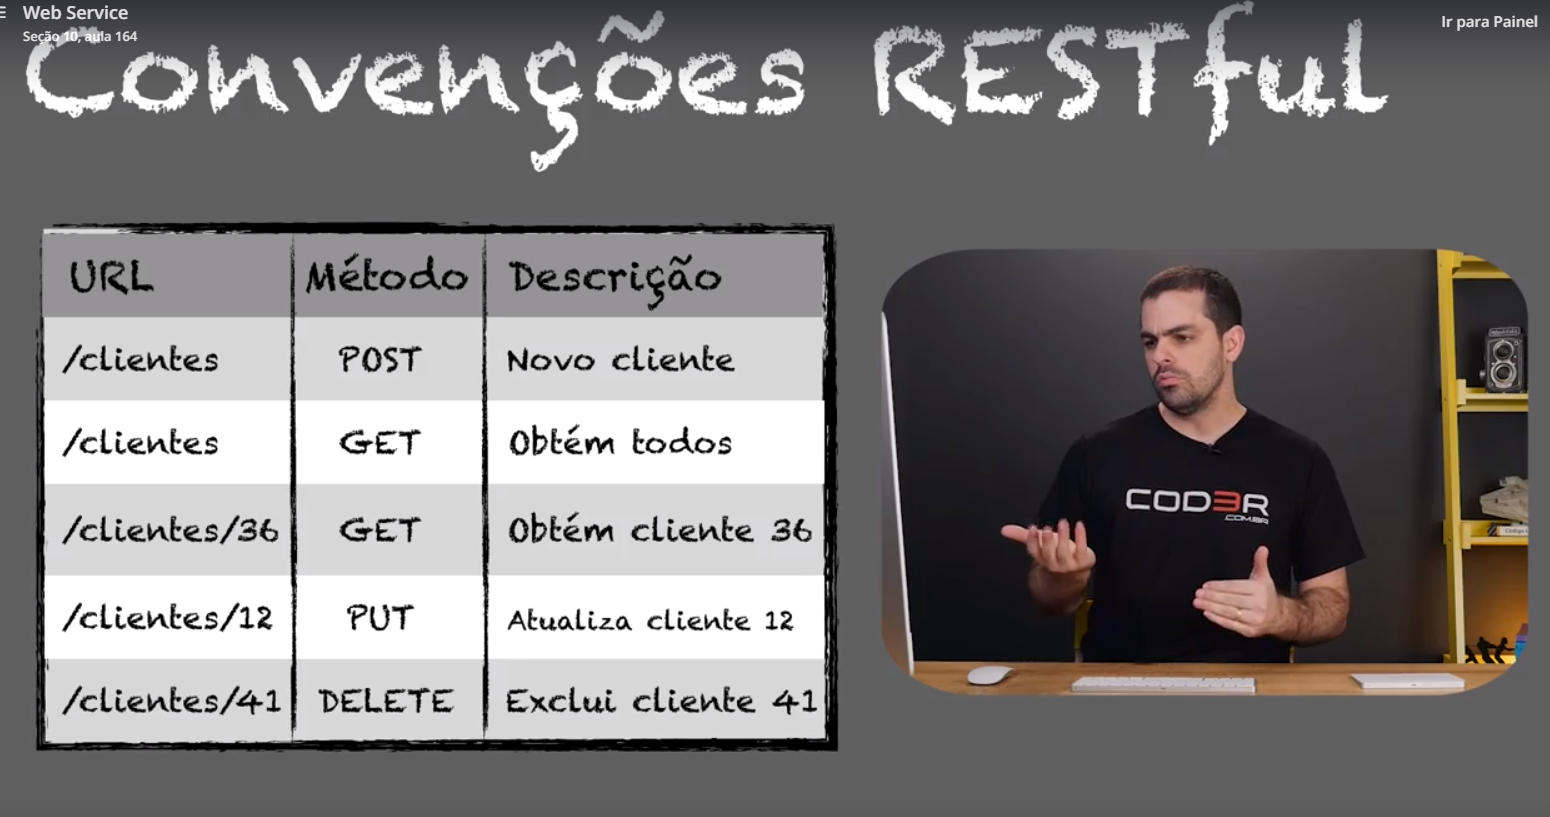 Web Service
Seção 10, aula 164
Ir para Painel
Convenções RESTful
URL Método Descrição
/clientes POST Novo cliente
/clientes GET Obtém todos
/clientes/36 GET Obtém cliente 36
/clientes/12 PUT Atualiza cliente 12
/clientes/41 DELETE Exclui cliente 41
COD3R
.COM.BR